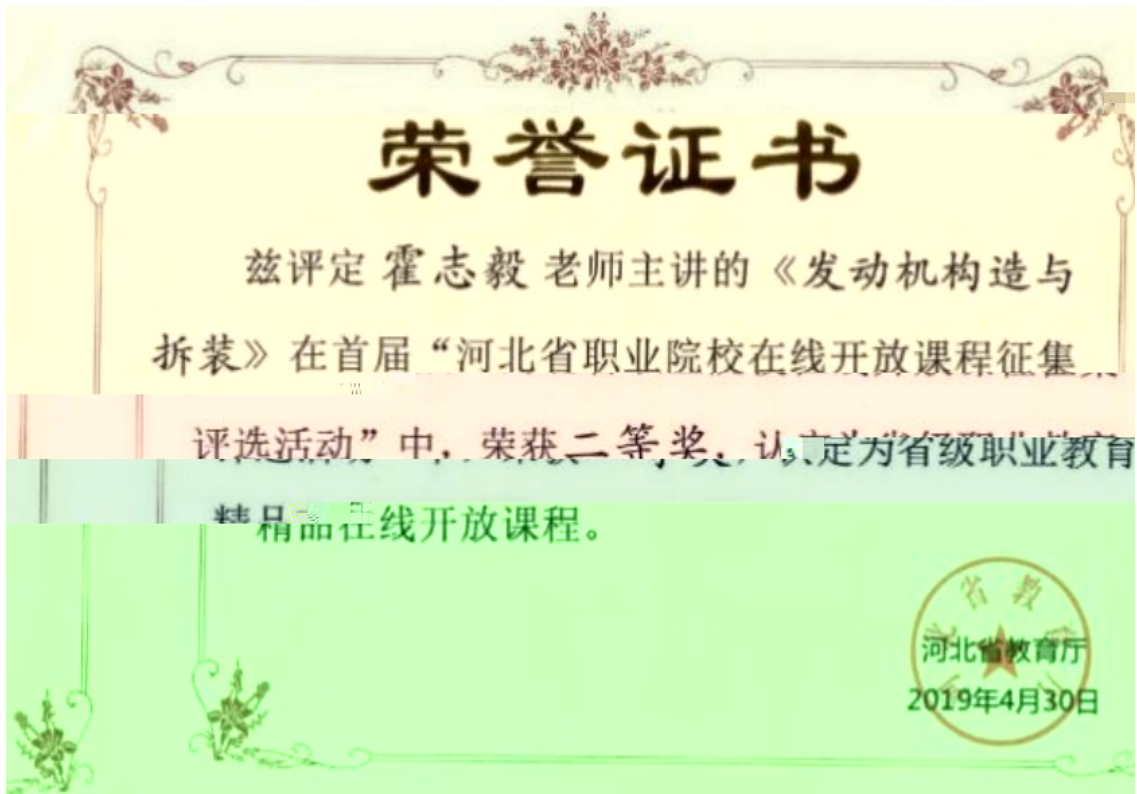 荣誉证书
兹评定 霍志毅 老师主讲的《发动机构造与
拆装》在首届“河北省职业院校在线开放课程征集
评选活动”中，荣获二等奖，认定为省级职业教育
精品在线开放课程。
河北省教育厅
2019年4月30日